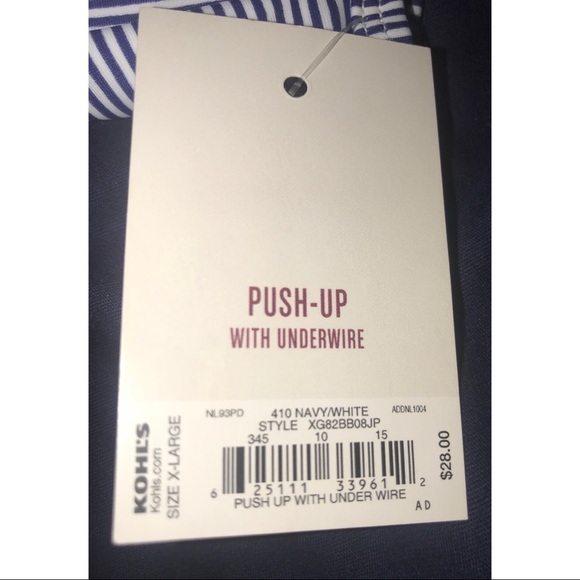 PUSH-UP
WITH UNDERWIRE
NL93PD 410 NAVY/WHITE ADDNL1004
STYLE XG82BB08JP
345 10 15
6 25111 33961 2
PUSH UP WITH UNDER WIRE
A D
KOHL'S
Kohls.com
SIZE X-LARGE
$28.00